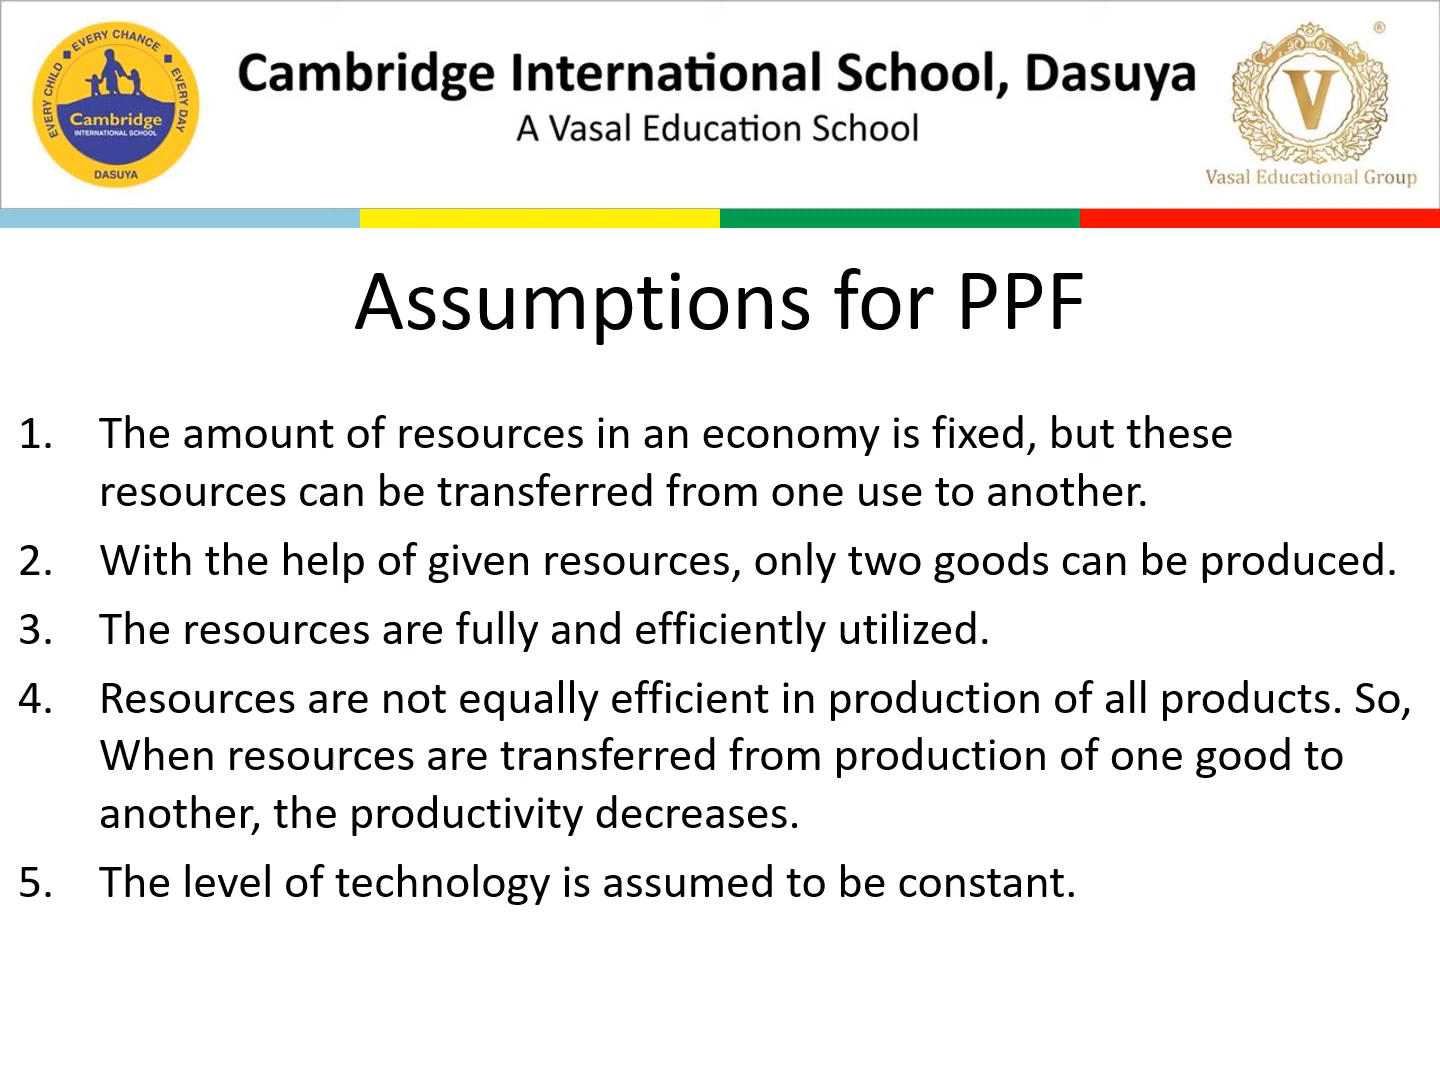 EVERY CHILD EVERY CHANCE EVERY DAY
Cambridge
INTERNATIONAL SCHOOL
DASUYA
Cambridge International School, Dasuya
A Vasal Education School
®
V
Vasal Educational Group
Assumptions for PPF
1. The amount of resources in an economy is fixed, but these
resources can be transferred from one use to another.
2. With the help of given resources, only two goods can be produced.
3. The resources are fully and efficiently utilized.
4. Resources are not equally efficient in production of all products. So,
When resources are transferred from production of one good to
another, the productivity decreases.
5. The level of technology is assumed to be constant.